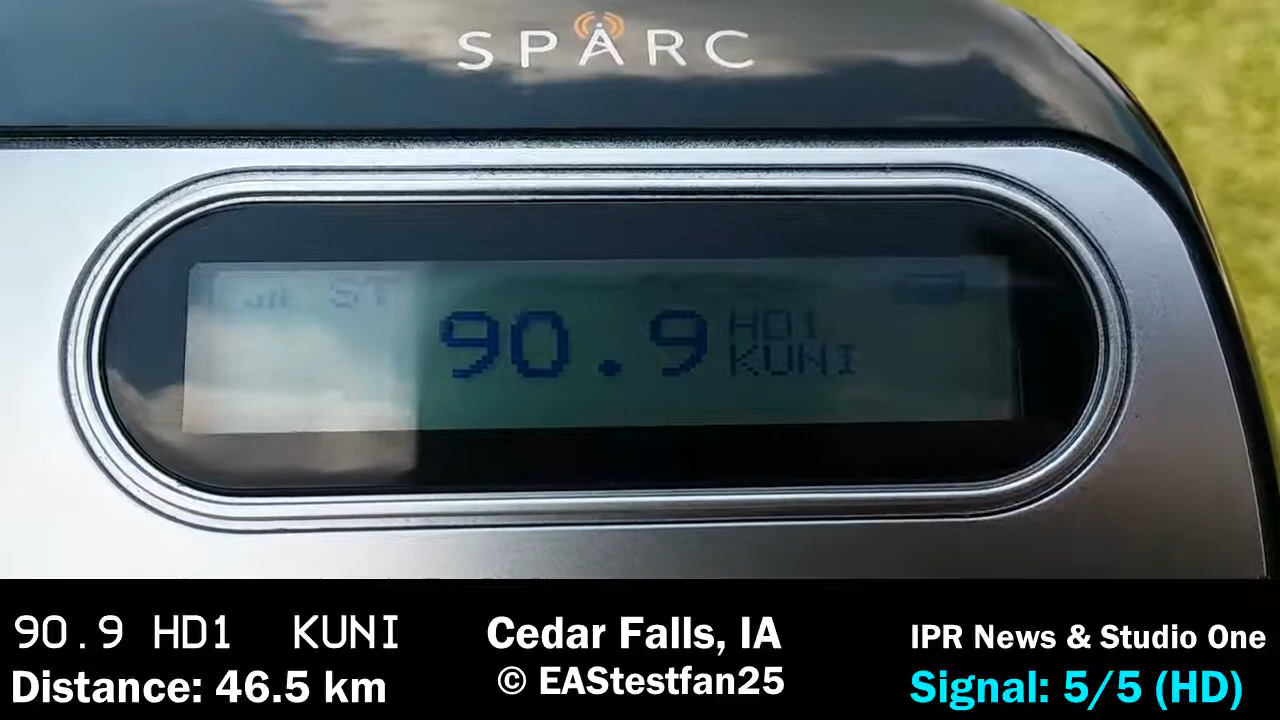 SPARC
ST
90.9 HD1
KUNI
90.9 HD1 KUNI
Cedar Falls, IA
IPR News & Studio One
Distance: 46.5 km
© EAStestfan25
Signal: 5/5 (HD)